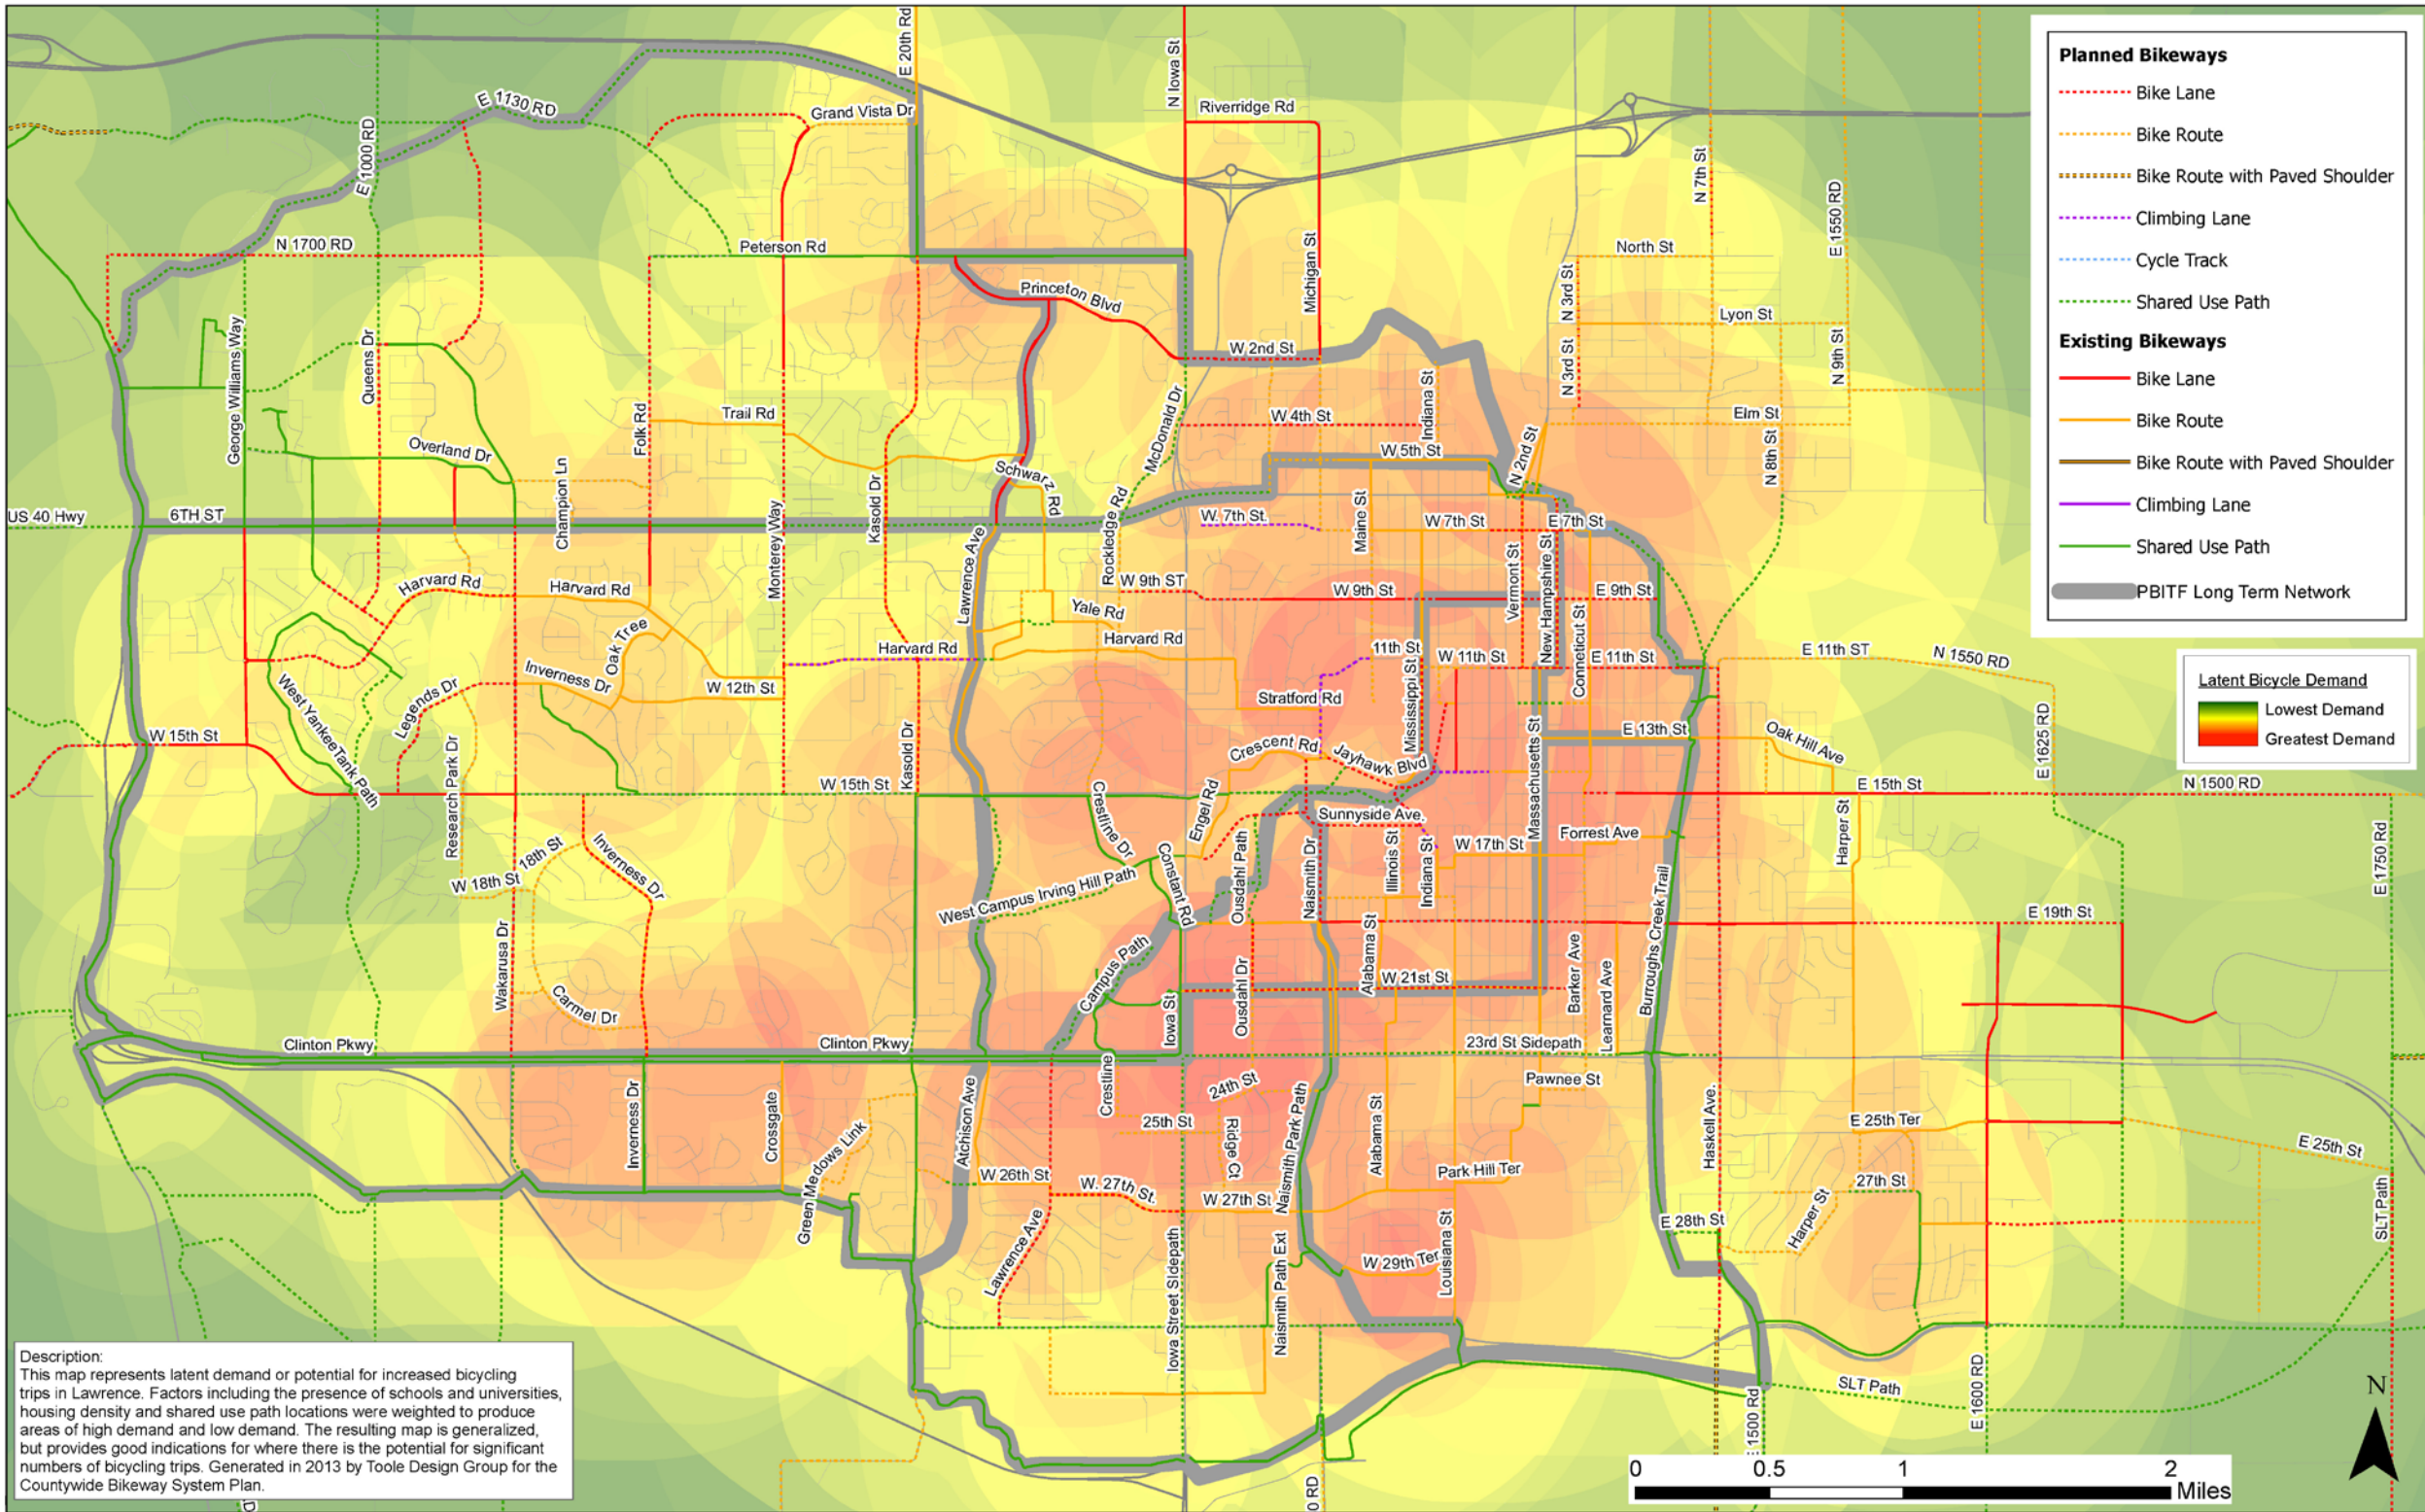 E 20th Rd
N Iowa St
Riverridge Rd
Grand Vista Dr
E 1130 RD
E 1000 RD
N 7th St
E 1550 RD
N 1700 RD
Peterson Rd
North St
Michigan St
N 3rd St
Princeton Blvd
Lyon St
George Williams Way
Queens Dr
W 2nd St
N 3rd St
N 9th St
McDonald Dr
Indiana St
Folk Rd
Trail Rd
W 4th St
Elm St
Overland Dr
Champion Ln
W 5th St
N 2nd St
N 8th St
Schwarz Rd
Kasold Dr
Monterey Way
Rockledge Rd
Maine St
US 40 Hwy
6TH ST
W. 7th St.
W 7th St
E 7th St
Lawrence Ave
Vermont St
New Hampshire St
Harvard Rd
Harvard Rd
W 9th ST
W 9th St
E 9th St
Yale Rd
Conneticut St
Oak Tree
Harvard Rd
Harvard Rd
11th St
W 11th St
E 11th St
E 11th ST
N 1550 RD
Inverness Dr
W 12th St
Stratford Rd
Mississippi St
West YankeeTank Path
Legends Dr
W 15th St
Research Park Dr
Kasold Dr
Crescent Rd
Jayhawk Blvd
Massachusetts St
E 13th St
Oak Hill Ave
E 1625 RD
W 15th St
E 15th St
N 1500 RD
Crestline Dr
Engel Rd
Sunnyside Ave.
Forrest Ave
Harper St
E 1750 Rd
18th St
Inverness Dr
W 18th St
Constant Rd
Ousdahl Path
Naismith Dr
Illinois St
Indiana St
W 17th St
West Campus Irving Hill Path
Burroughs Creek Trail
E 19th St
Wakarusa Dr
Campus Path
Ousdahl Dr
Alabama St
Barker Ave
Learnard Ave
W 21st St
Carmel Dr
Iowa St
Clinton Pkwy
Clinton Pkwy
23rd St Sidepath
Crestline
24th St
Pawnee St
Inverness Dr
Crossgate
Green Meadows Link
Atchison Ave
25th St
Ridge Ct
Naismith Park Path
Alabama St
Haskell Ave.
E 25th Ter
E 25th St
W 26th St
W. 27th St.
W 27th St
Park Hill Ter
27th St
Harper St
E 28th St
SLT Path
Lawrence Ave
Iowa Street Sidepath
Naismith Path Ext
W 29th Ter
Louisiana St
SLT Path
E 1600 RD
E 1500 Rd
0 RD
Planned Bikeways
Bike Lane
Bike Route
Bike Route with Paved Shoulder
Climbing Lane
Cycle Track
Shared Use Path
Existing Bikeways
Bike Lane
Bike Route
Bike Route with Paved Shoulder
Climbing Lane
Shared Use Path
PBITF Long Term Network
Latent Bicycle Demand
Lowest Demand
Greatest Demand
Description:
This map represents latent demand or potential for increased bicycling
trips in Lawrence. Factors including the presence of schools and universities,
housing density and shared use path locations were weighted to produce
areas of high demand and low demand. The resulting map is generalized,
but provides good indications for where there is the potential for significant
numbers of bicycling trips. Generated in 2013 by Toole Design Group for the
Countywide Bikeway System Plan.
N
0 0.5 1 2
Miles